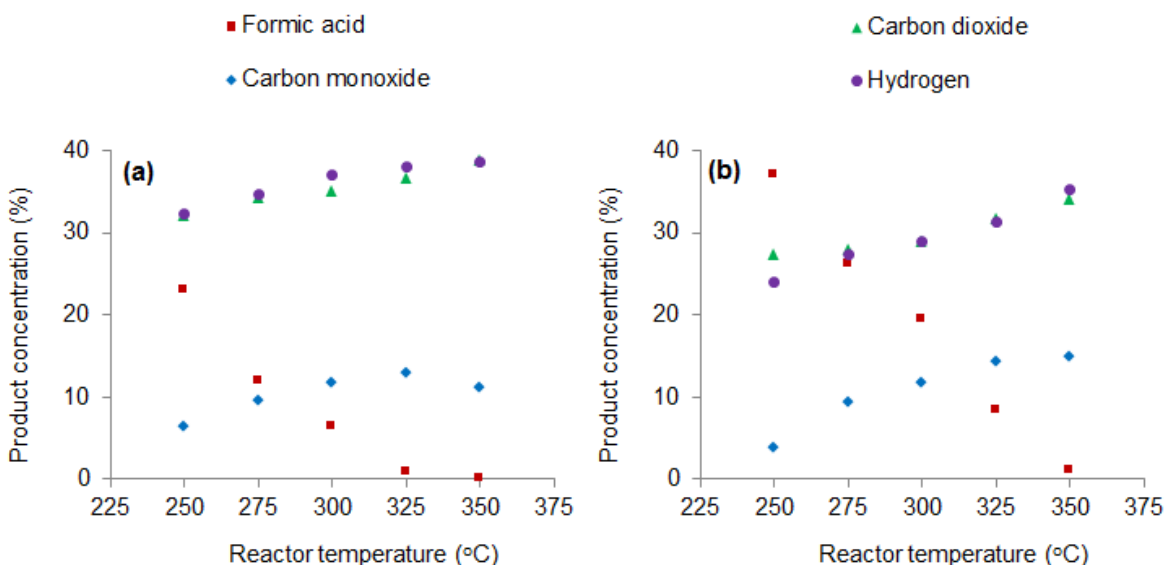 Formic acid
Carbon dioxide
Carbon monoxide
Hydrogen
(a)
Product concentration (%)
40
30
20
10
0
225 250 275 300 325 350 375
Reactor temperature (°C)
(b)
Product concentration (%)
40
30
20
10
0
225 250 275 300 325 350 375
Reactor temperature (°C)